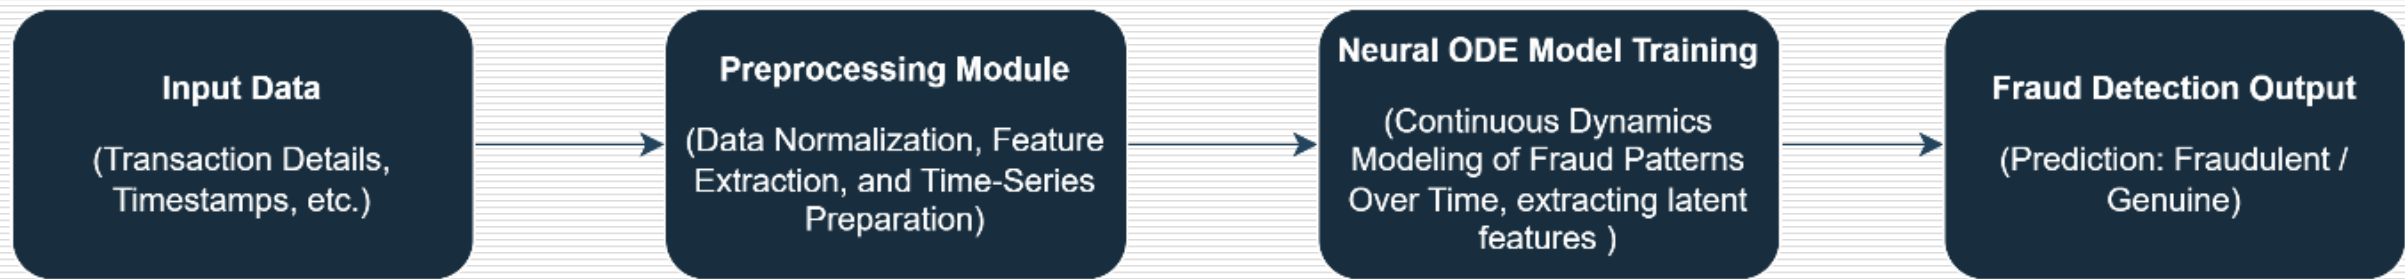 Input Data
(Transaction Details,
Timestamps, etc.)
Preprocessing Module
(Data Normalization, Feature
Extraction, and Time-Series
Preparation)
Neural ODE Model Training
(Continuous Dynamics
Modeling of Fraud Patterns
Over Time, extracting latent
features )
Fraud Detection Output
(Prediction: Fraudulent /
Genuine)